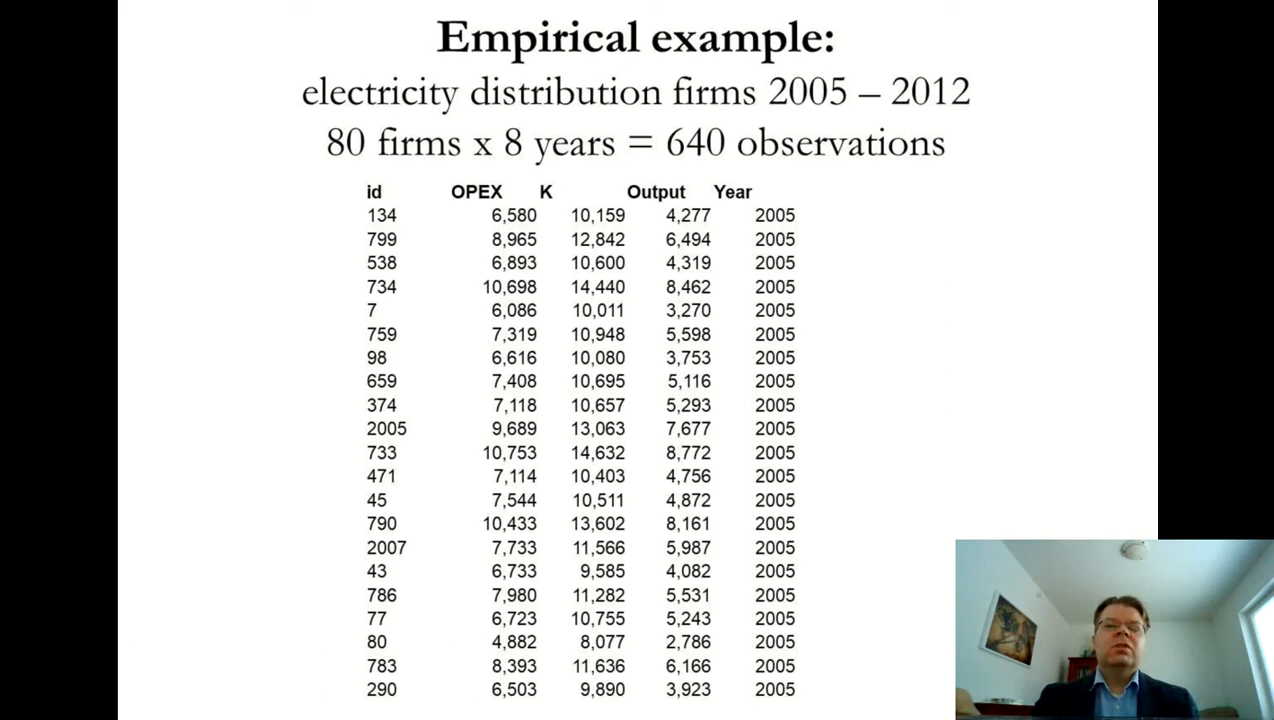 Empirical example:
electricity distribution firms 2005 – 2012
80 firms x 8 years = 640 observations
id OPEX K Output Year
134 6,580 10,159 4,277 2005
799 8,965 12,842 6,494 2005
538 6,893 10,600 4,319 2005
734 10,698 14,440 8,462 2005
7 6,086 10,011 3,270 2005
759 7,319 10,948 5,598 2005
98 6,616 10,080 3,753 2005
659 7,408 10,695 5,116 2005
374 7,118 10,657 5,293 2005
2005 9,689 13,063 7,677 2005
733 10,753 14,632 8,772 2005
471 7,114 10,403 4,756 2005
45 7,544 10,511 4,872 2005
790 10,433 13,602 8,161 2005
2007 7,733 11,566 5,987 2005
43 6,733 9,585 4,082 2005
786 7,980 11,282 5,531 2005
77 6,723 10,755 5,243 2005
80 4,882 8,077 2,786 2005
783 8,393 11,636 6,166 2005
290 6,503 9,890 3,923 2005